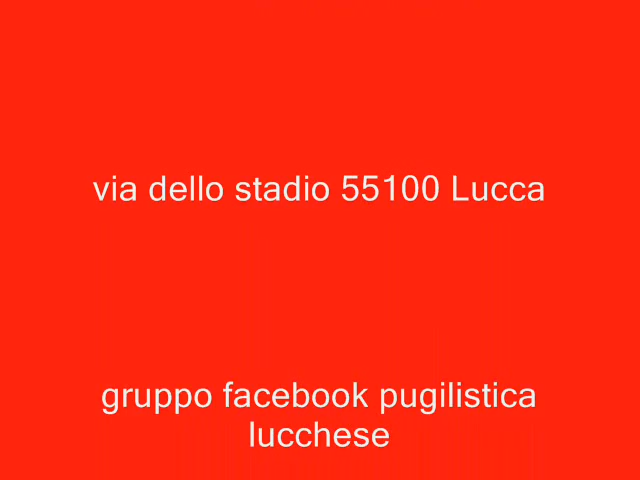 via dello stadio 55100 Lucca
gruppo facebook pugilistica
lucchese